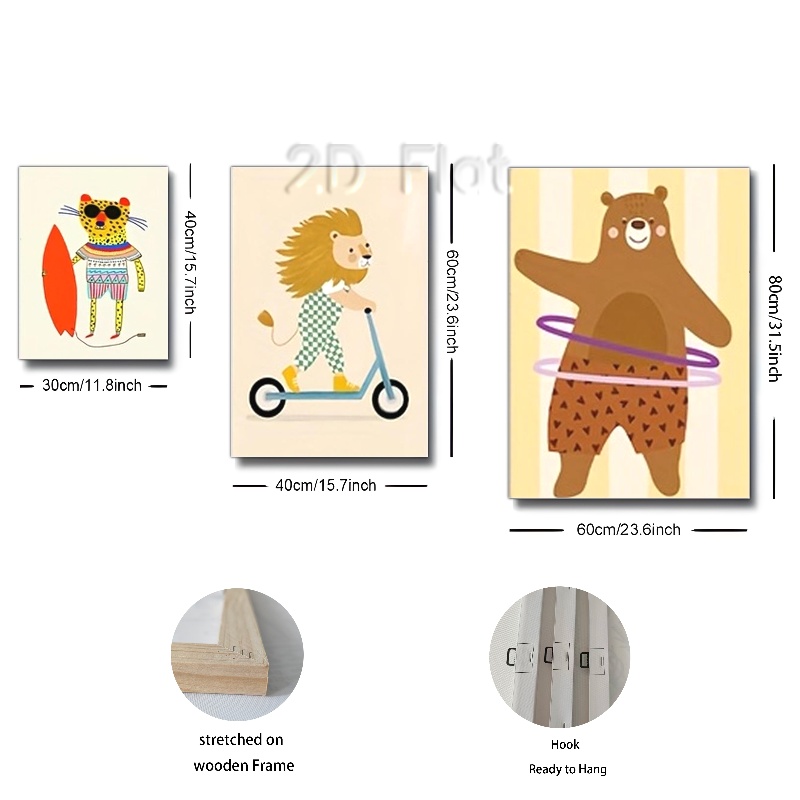 2D Flat
40cm/15.7inch
30cm/11.8inch
60cm/23.6inch
40cm/15.7inch
80cm/31.5inch
60cm/23.6inch
stretched on
wooden Frame
Hook
Ready to Hang